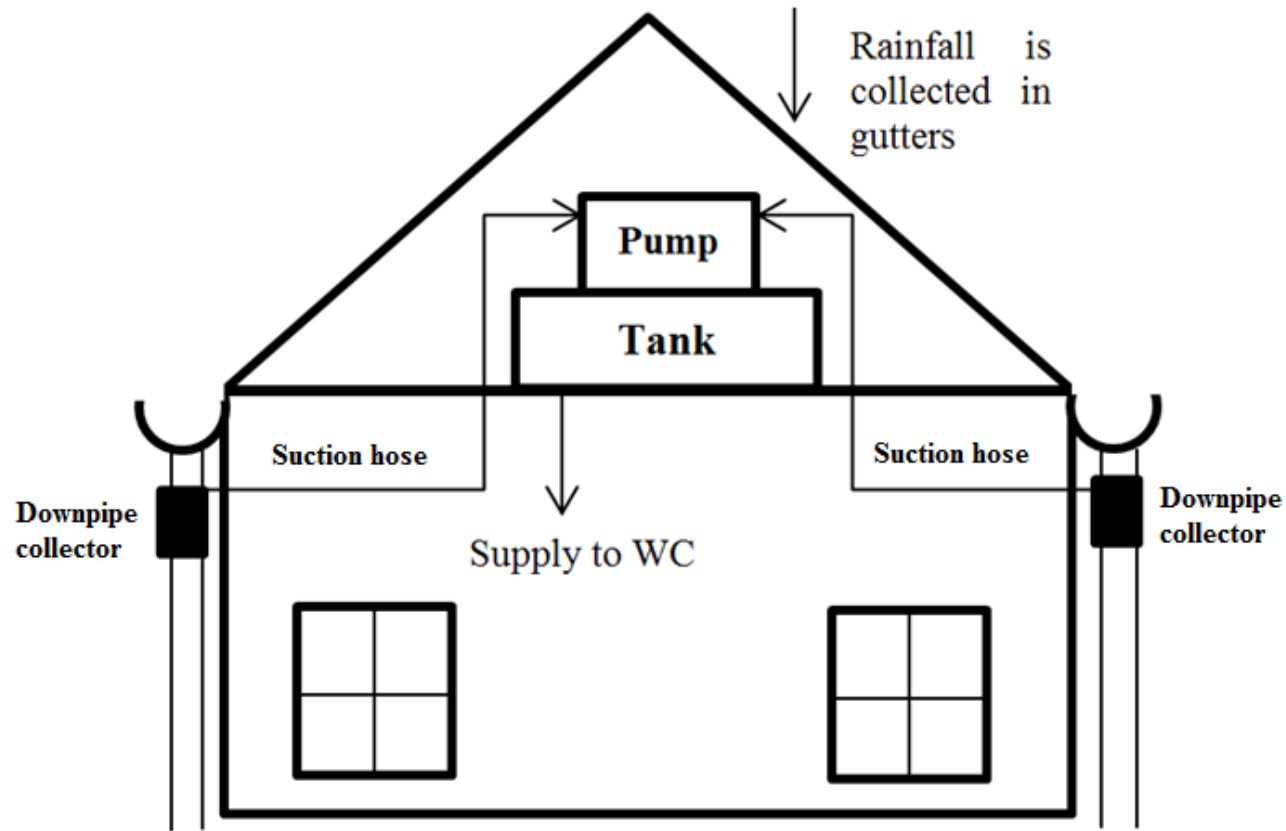 Rainfall is
collected in
gutters
Pump
Tank
Suction hose
Suction hose
Downpipe
collector
Downpipe
collector
Supply to WC